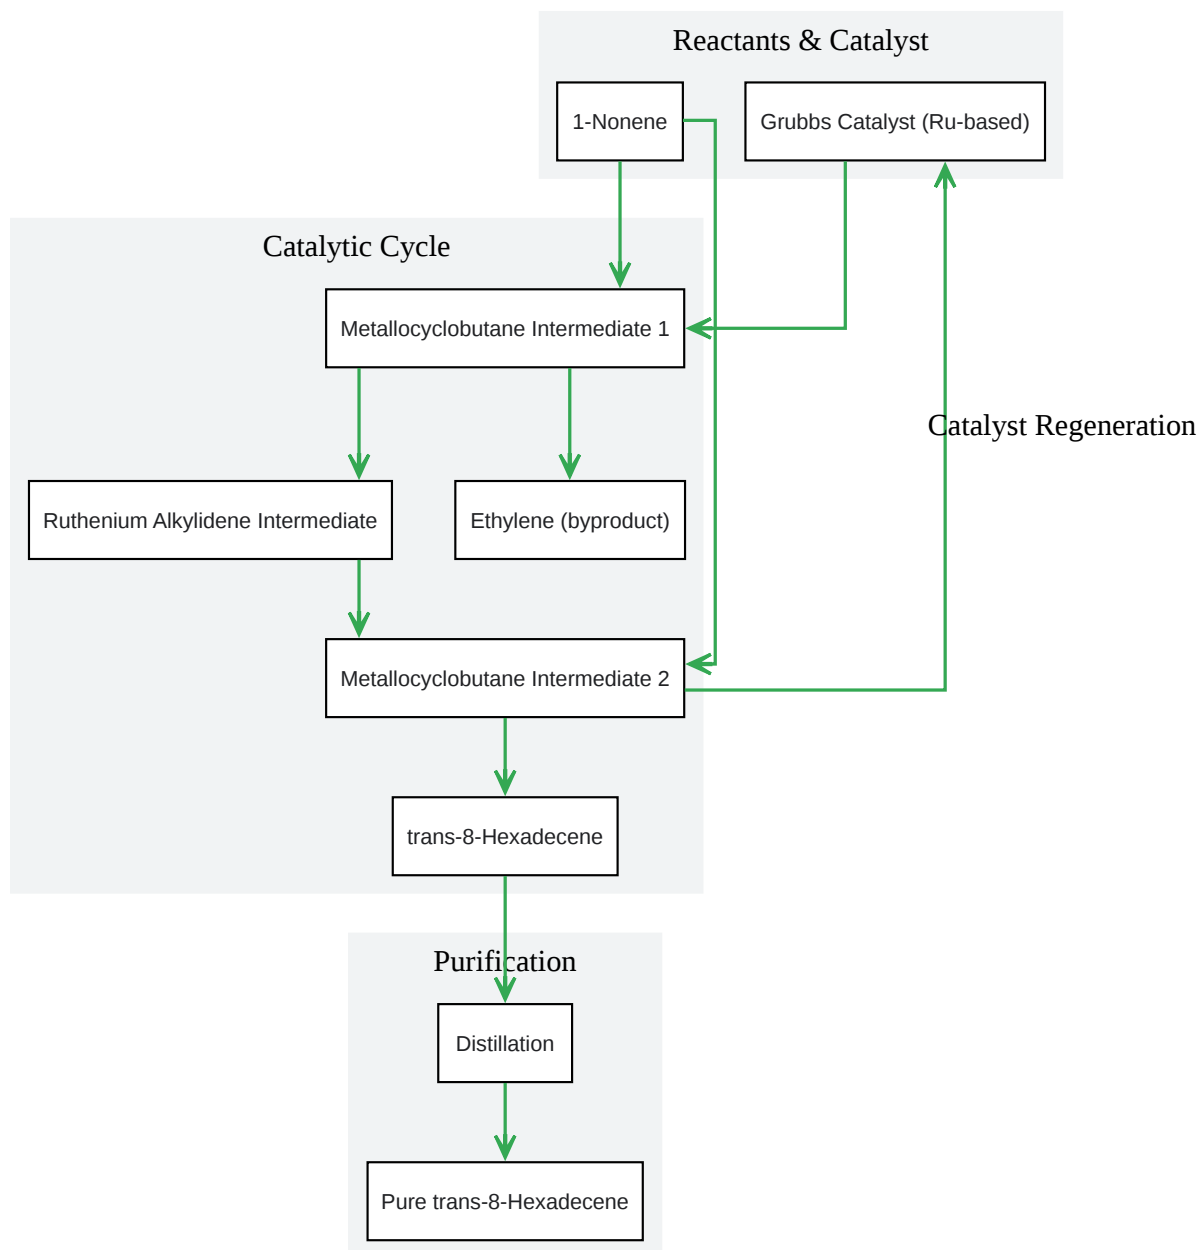 Reactants & Catalyst
1-Nonene
Grubbs Catalyst (Ru-based)
Catalytic Cycle
Metallocyclobutane Intermediate 1
Catalyst Regeneration
Ruthenium Alkylidene Intermediate
Ethylene (byproduct)
Metallocyclobutane Intermediate 2
trans-8-Hexadecene
Purification
Distillation
Pure trans-8-Hexadecene